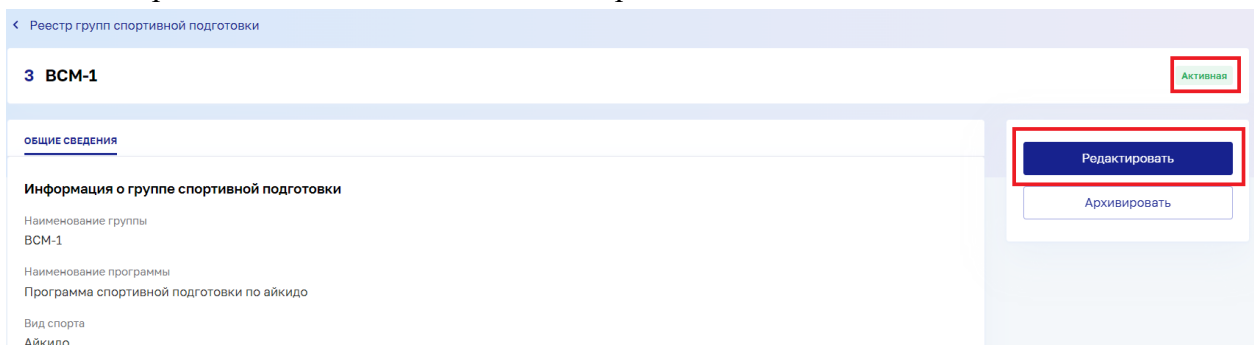 Реестр групп спортивной подготовки
3 ВСМ-1
Активная
ОБЩИЕ СВЕДЕНИЯ
Редактировать
Информация о группе спортивной подготовки
Архивировать
Наименование группы
ВСМ-1
Наименование программы
Программа спортивной подготовки по айкидо
Вид спорта
Айкидо